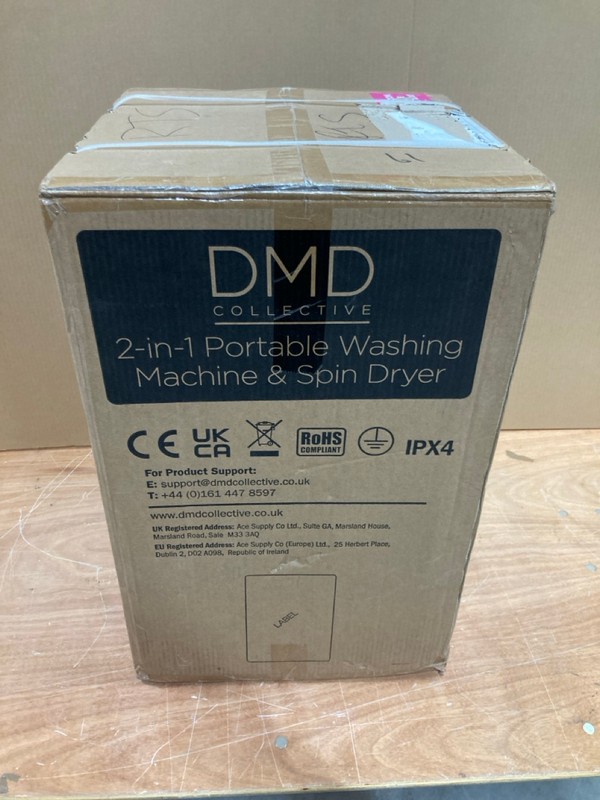 RTS
DMD
COLLECTIVE
2-in-1 Portable Washing
Machine & Spin Dryer
CE UK CA RoHS COMPLIANT IPX4
For Product Support:
E: support@dmdcollective.co.uk
T: +44 (0)161 447 8597
www.dmdcollective.co.uk
UK Registered Address: Ace Supply Co Ltd., Suite GA, Marsland House,
Marsland Road, Sale M33 3AQ
EU Registered Address: Ace Supply Co (Europe) Ltd., 25 Herbert Place,
Dublin 2, D02 A098, Republic of Ireland
LABEL